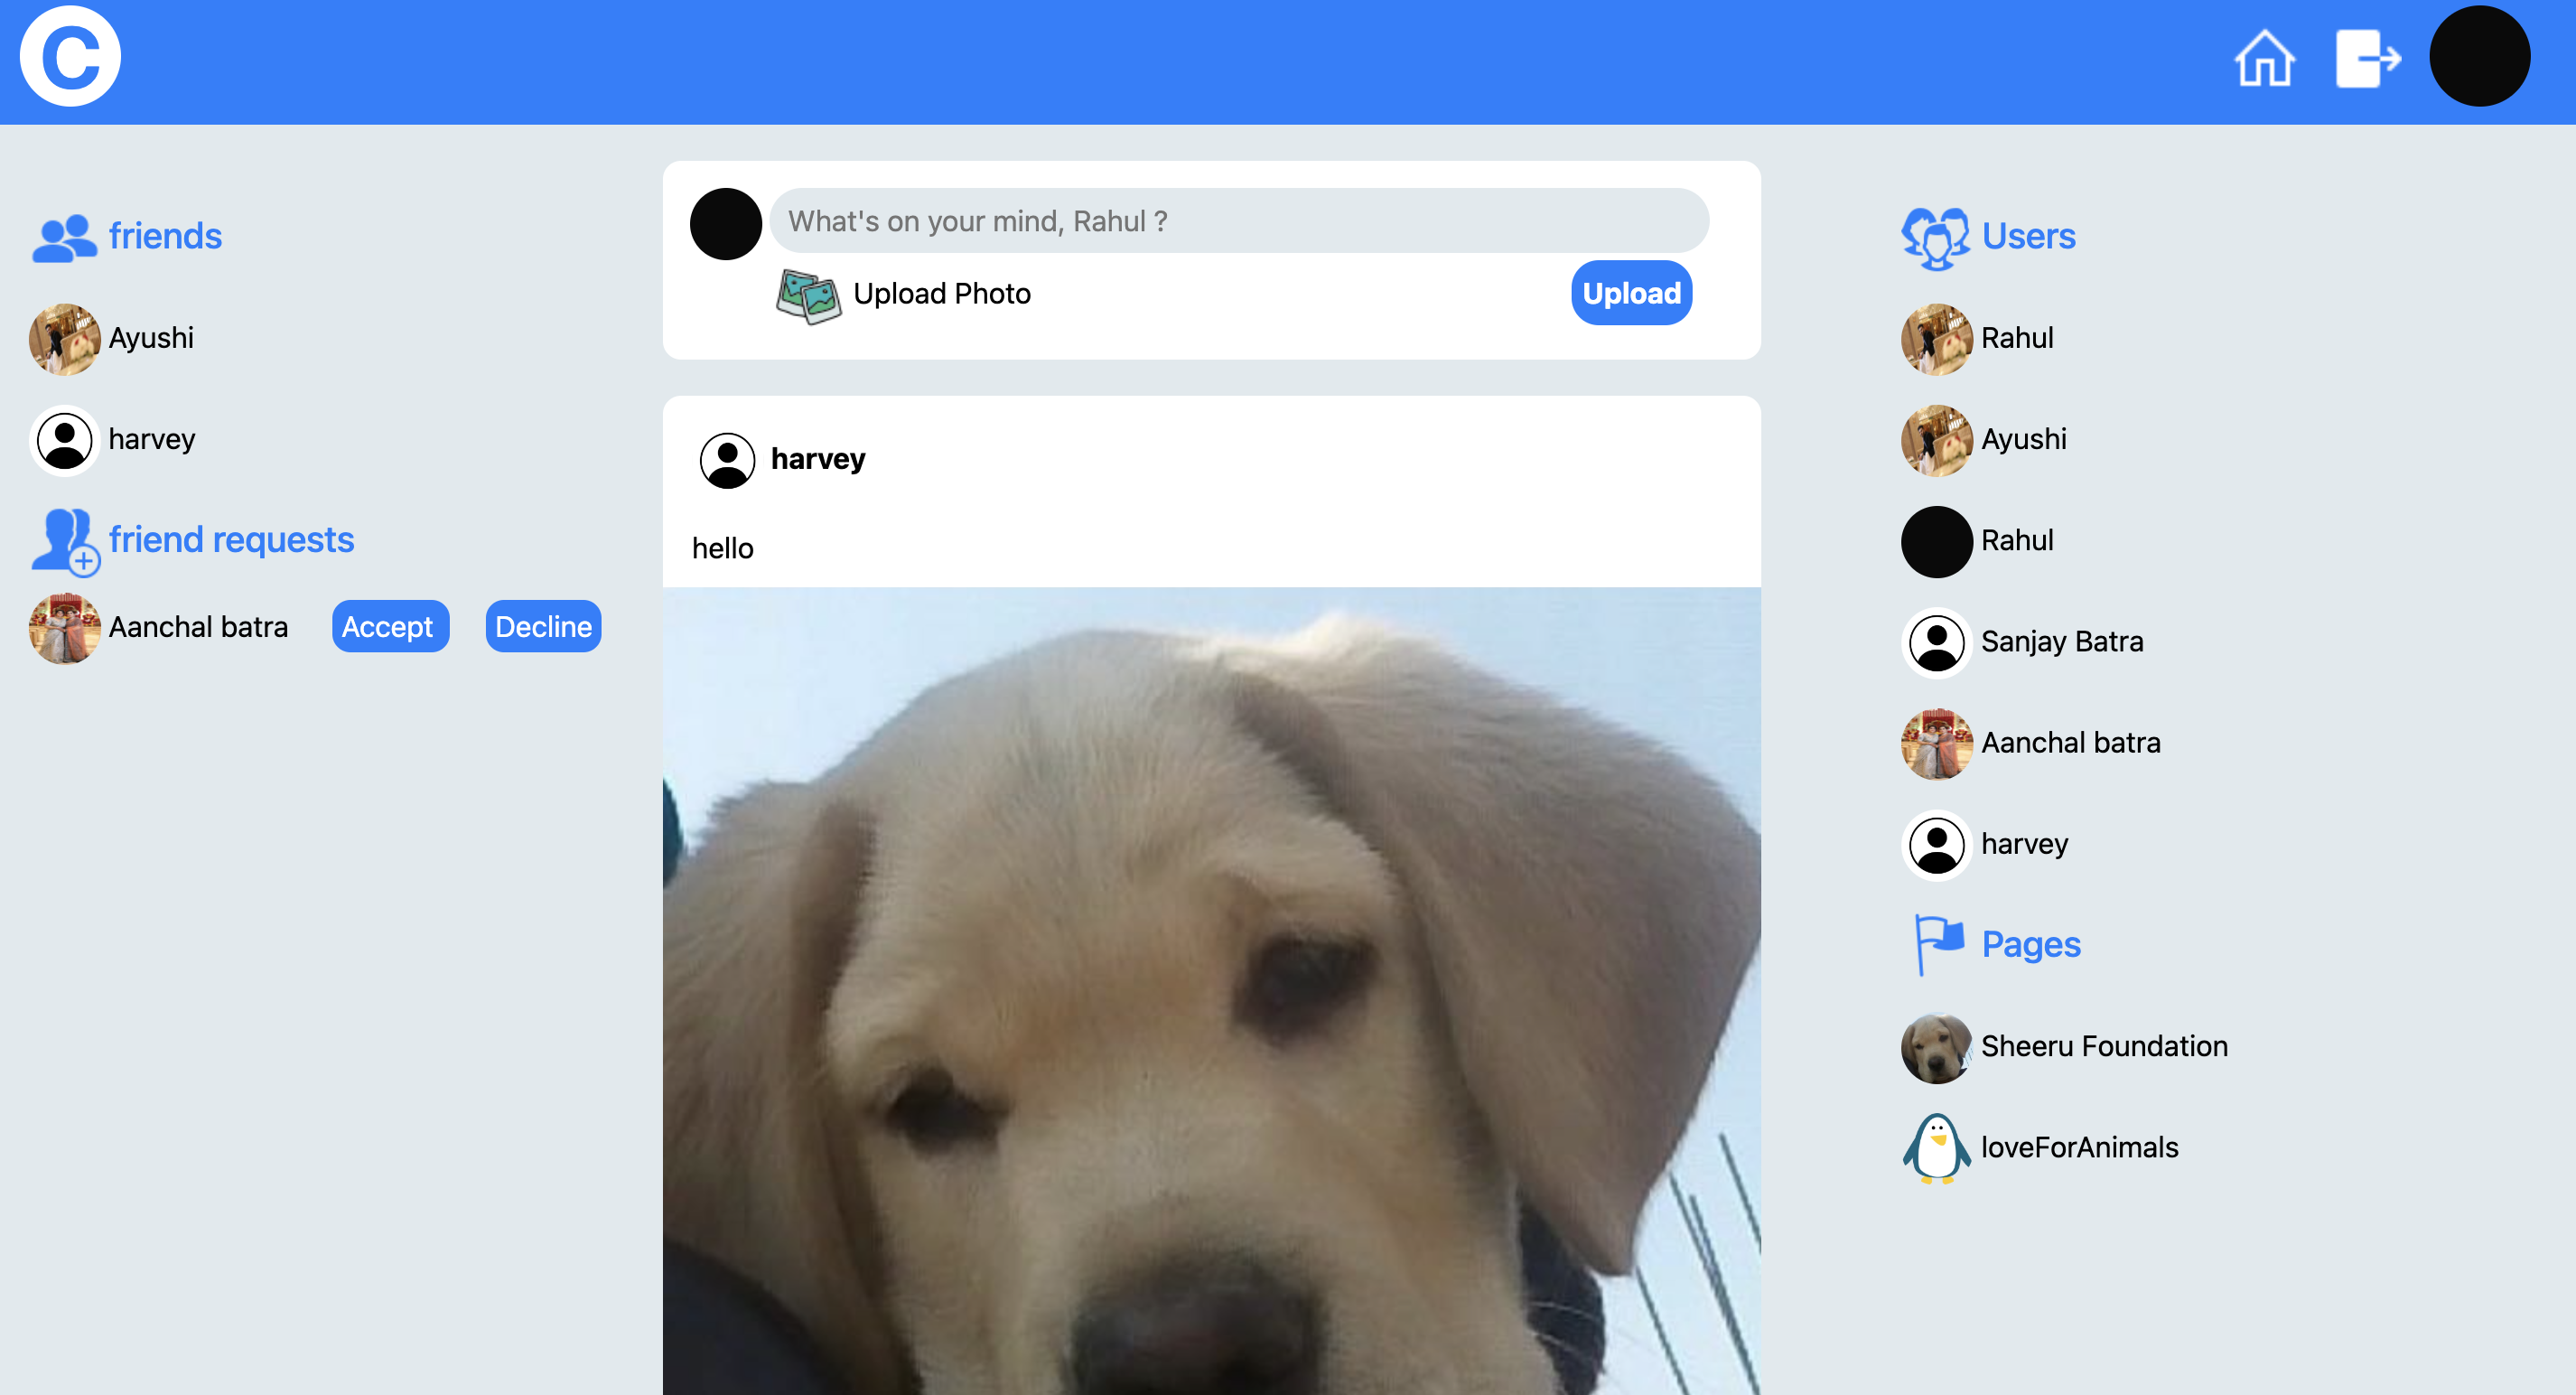 C
friends
Ayushi
harvey
friend requests
Aanchal batra Accept Decline
What's on your mind, Rahul ?
Upload Photo Upload
harvey
hello
Users
Rahul
Ayushi
Rahul
Sanjay Batra
Aanchal batra
harvey
Pages
Sheeru Foundation
loveForAnimals